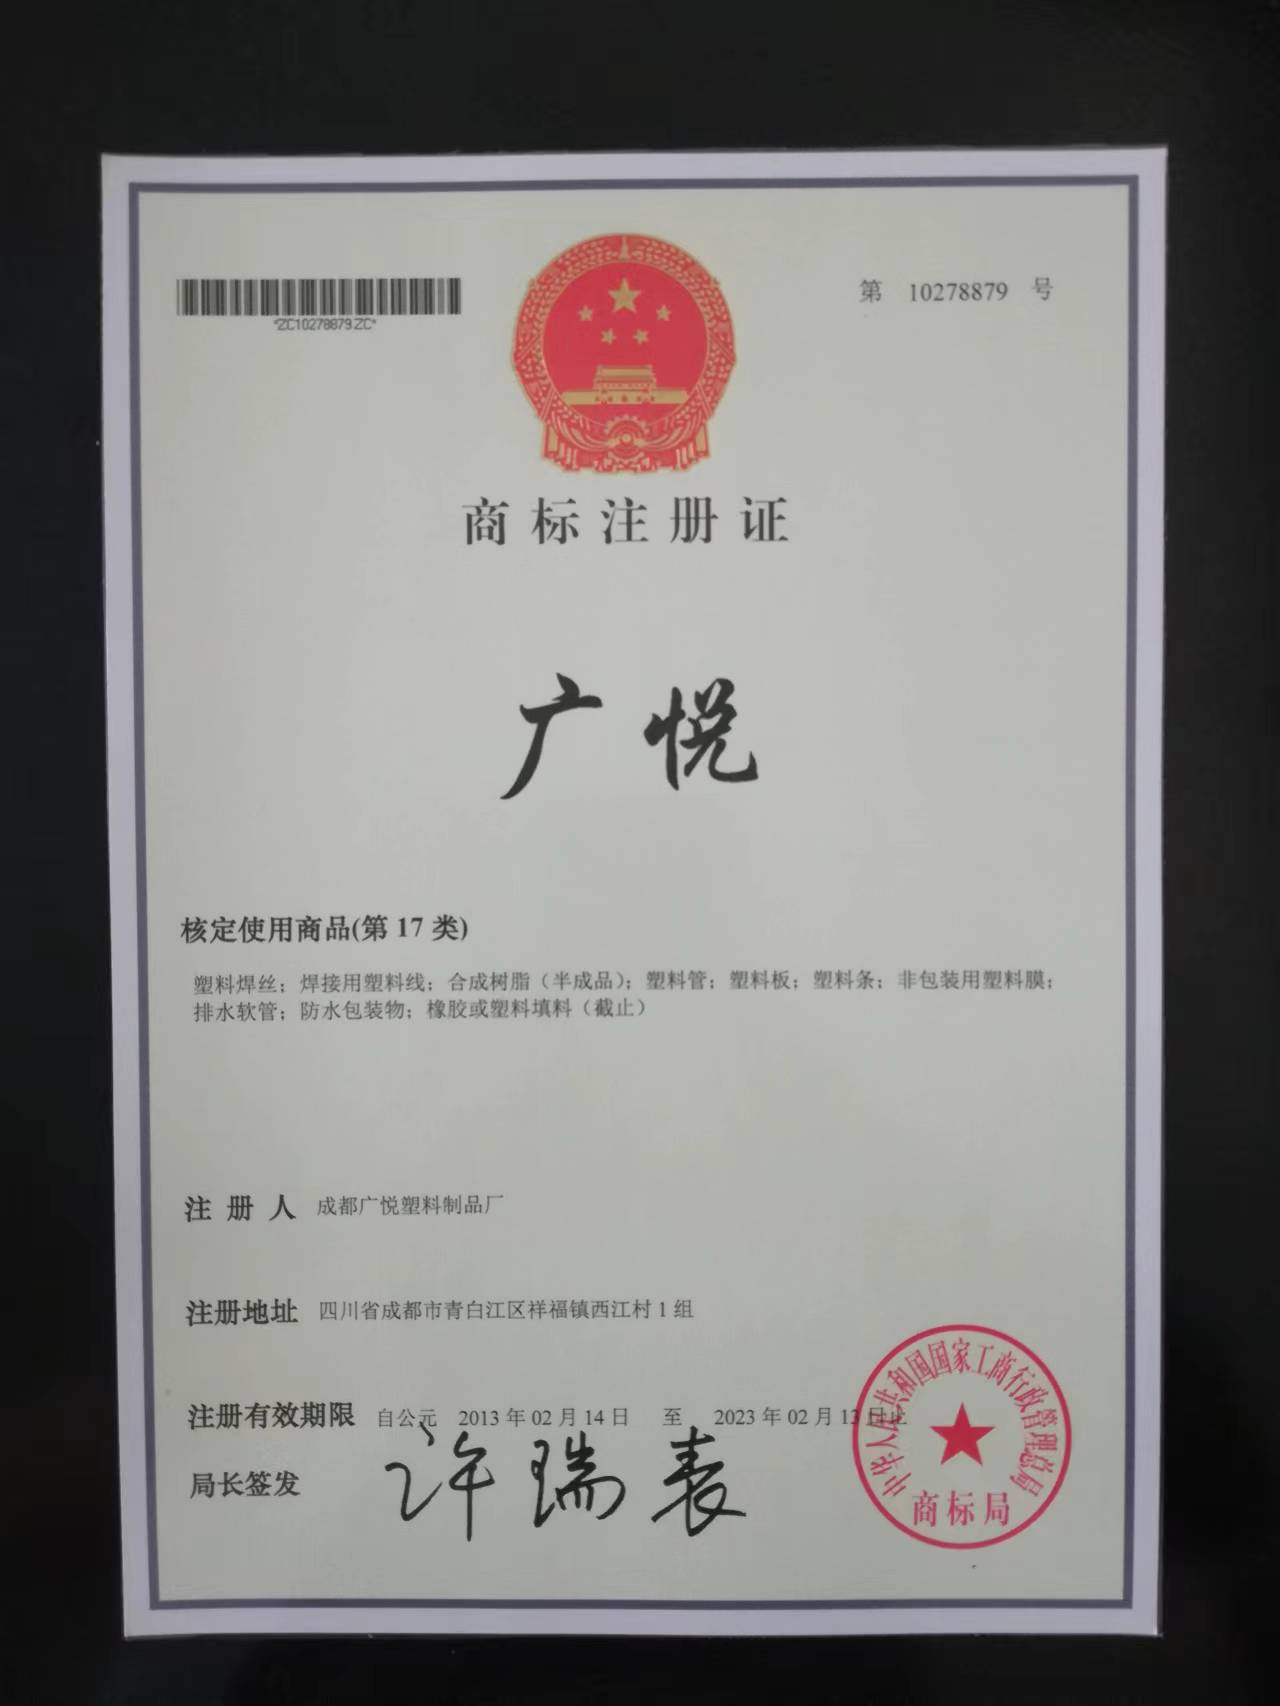 *ZC10278879ZC*
第 10278879 号
商标注册证
广悦
核定使用商品(第 17 类)
塑料焊丝；焊接用塑料线；合成树脂（半成品）；塑料管；塑料板；塑料条；非包装用塑料膜；
排水软管；防水包装物；橡胶或塑料填料（截止）
注册人 成都广悦塑料制品厂
注册地址 四川省成都市青白江区祥福镇西江村 1 组
注册有效期限 自公元 2013 年 02 月 14 日 至 2023 年 02 月 13 日止
局长签发 许瑞表
中华人民共和国国家工商行政管理总局
商标局